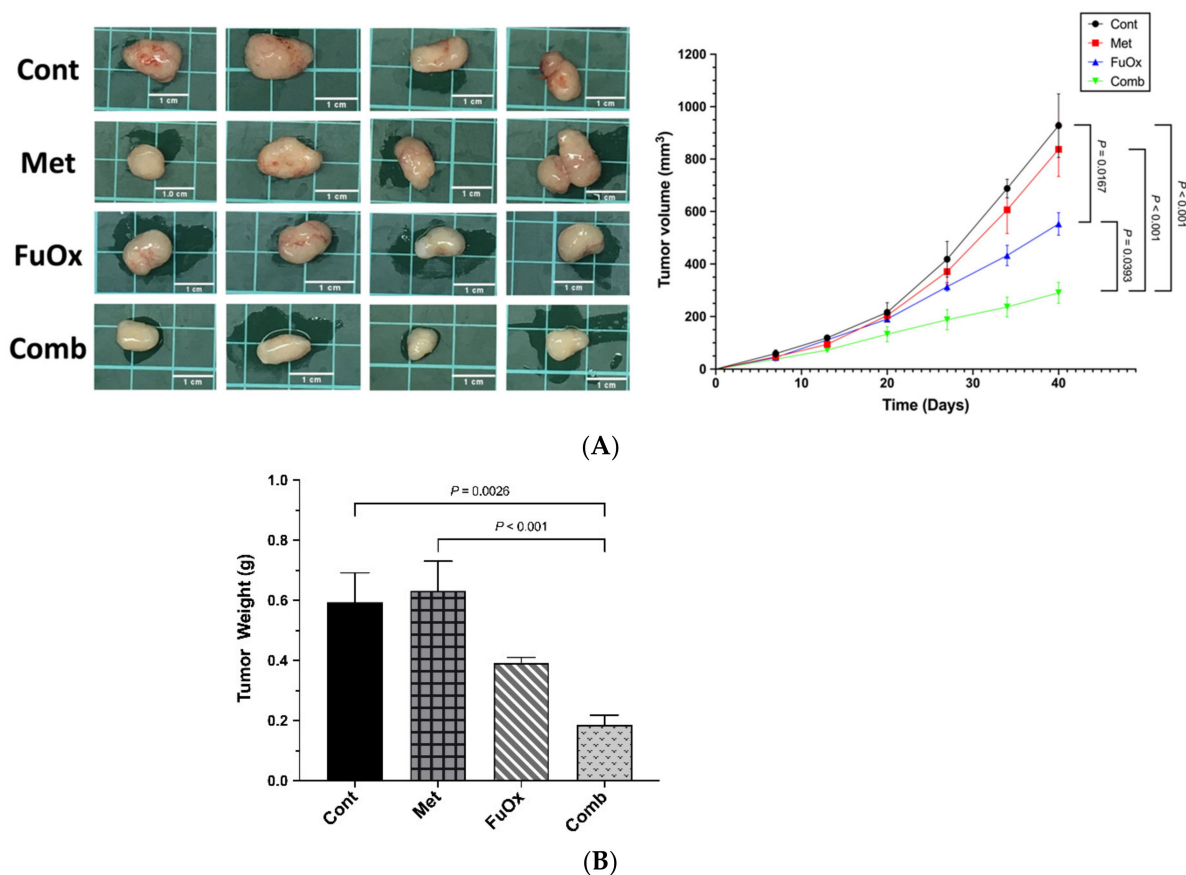 Cont
1 cm
1 cm
1 cm
1 cm
Met
1.0 cm
1 cm
1 cm
FuOx
1 cm
1 cm
1 cm
1 cm
Comb
1 cm
1 cm
1 cm
1 cm
Cont
Met
FuOx
Comb
Tumor volume (mm³)
1200
1000
800
600
400
200
0
0
10
20
30
40
Time (Days)
P = 0.0167
P = 0.0393
P < 0.001
P < 0.001
(A)
Tumor Weight (g)
1.0
0.8
0.6
0.4
0.2
0.0
P = 0.0026
P < 0.001
Cont
Met
FuOx
Comb
(B)